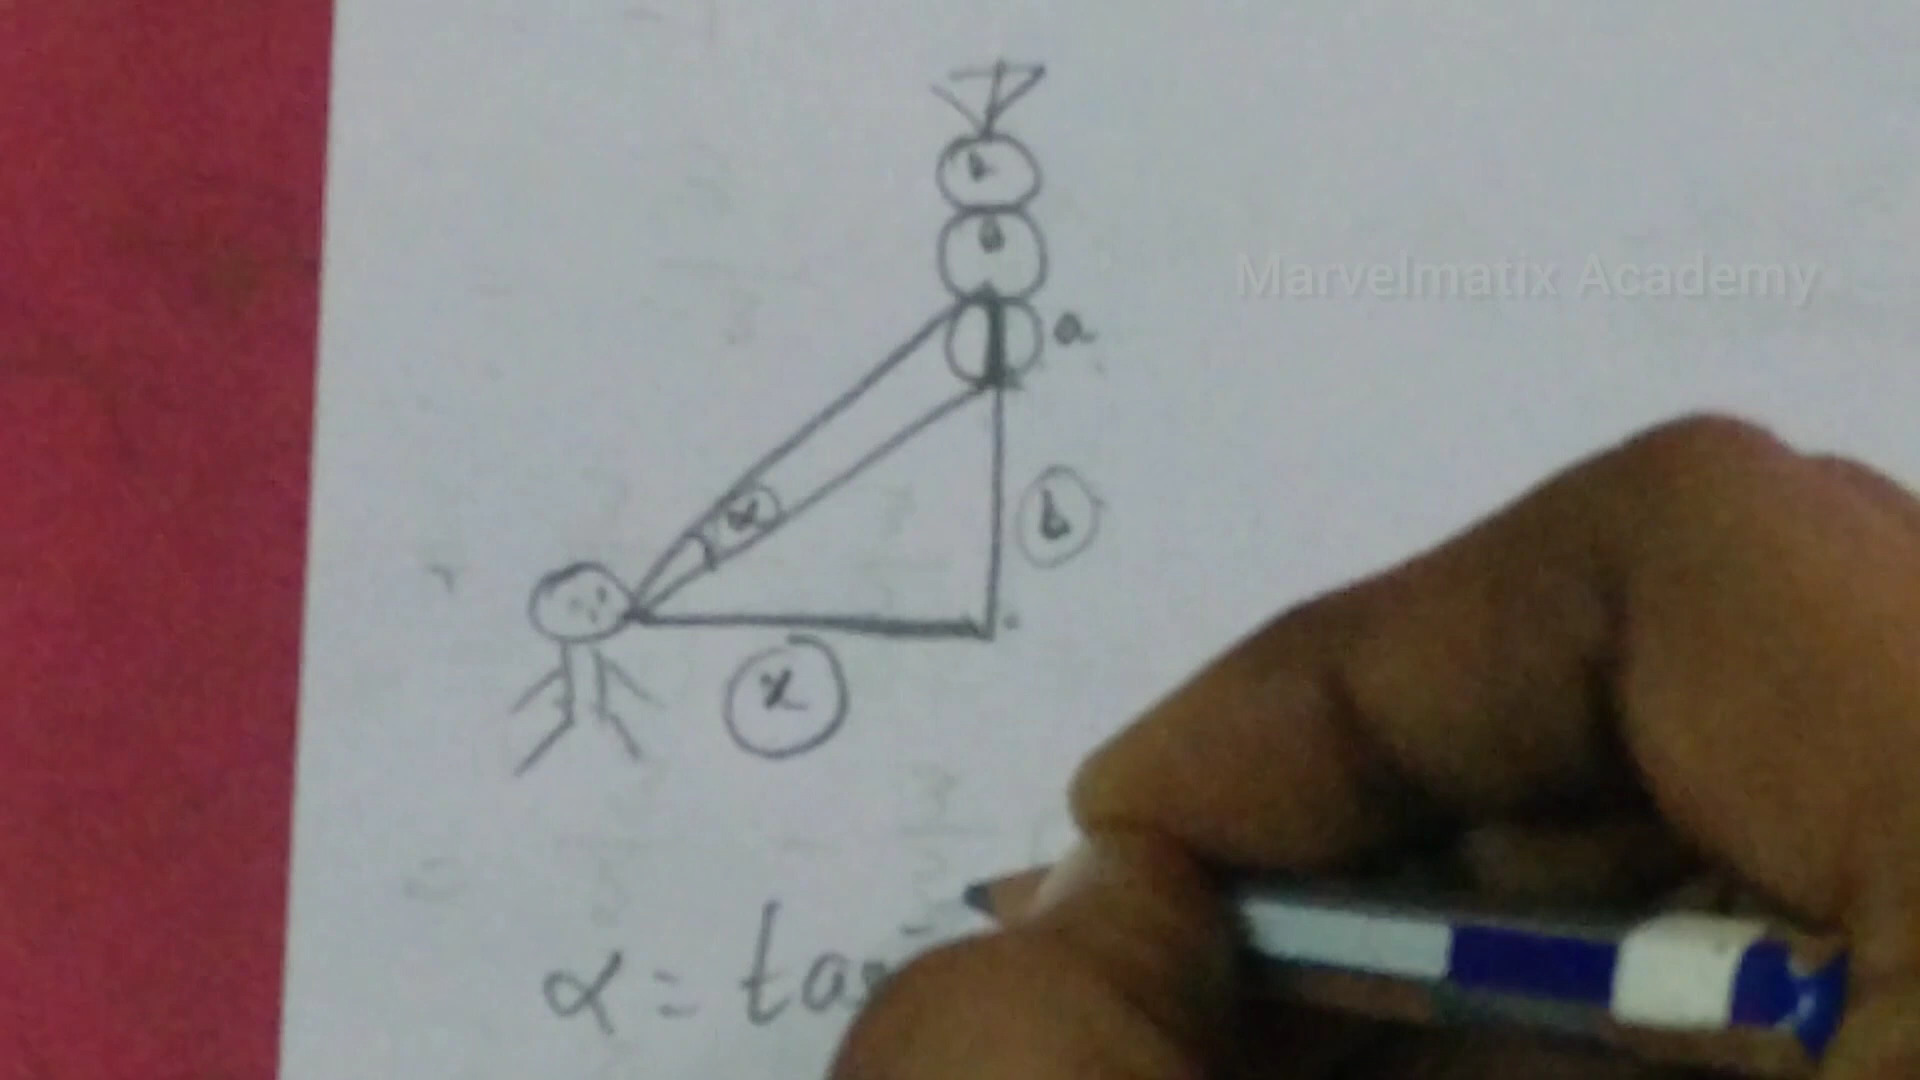 Marvelmatix Academy
a
α
b
x
α = tan